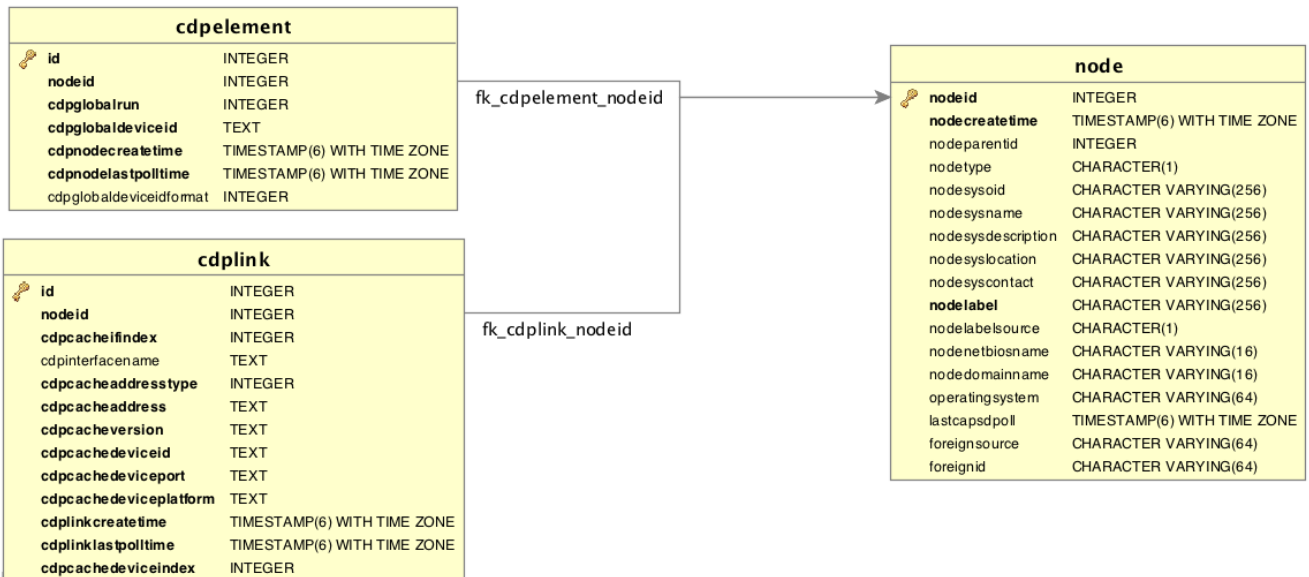 cdpelement
id INTEGER
nodeid INTEGER
cdpglobalrun INTEGER
cdpglobaldeviceid TEXT
cdpnodecreatetime TIMESTAMP(6) WITH TIME ZONE
cdpnodelastpolltime TIMESTAMP(6) WITH TIME ZONE
cdpglobaldeviceidformat INTEGER
fk_cdpelement_nodeid
cdplink
id INTEGER
nodeid INTEGER
cdpcacheifindex INTEGER
cdpinterfacename TEXT
cdpcacheaddresstype INTEGER
cdpcacheaddress TEXT
cdpcacheversion TEXT
cdpcachedeviceid TEXT
cdpcachedeviceport TEXT
cdpcachedeviceplatform TEXT
cdplinkcreatetime TIMESTAMP(6) WITH TIME ZONE
cdplinklastpolltime TIMESTAMP(6) WITH TIME ZONE
cdpcachedeviceindex INTEGER
fk_cdplink_nodeid
node
nodeid INTEGER
nodecreatetime TIMESTAMP(6) WITH TIME ZONE
nodeparentid INTEGER
nodetype CHARACTER(1)
nodesysoid CHARACTER VARYING(256)
nodesysname CHARACTER VARYING(256)
nodesysdescription CHARACTER VARYING(256)
nodesyslocation CHARACTER VARYING(256)
nodesyscontact CHARACTER VARYING(256)
nodelabel CHARACTER VARYING(256)
nodelabelsource CHARACTER(1)
nodenetbiosname CHARACTER VARYING(16)
nodedomainname CHARACTER VARYING(16)
operatingsystem CHARACTER VARYING(64)
lastcapsdpoll TIMESTAMP(6) WITH TIME ZONE
foreignsource CHARACTER VARYING(64)
foreignid CHARACTER VARYING(64)